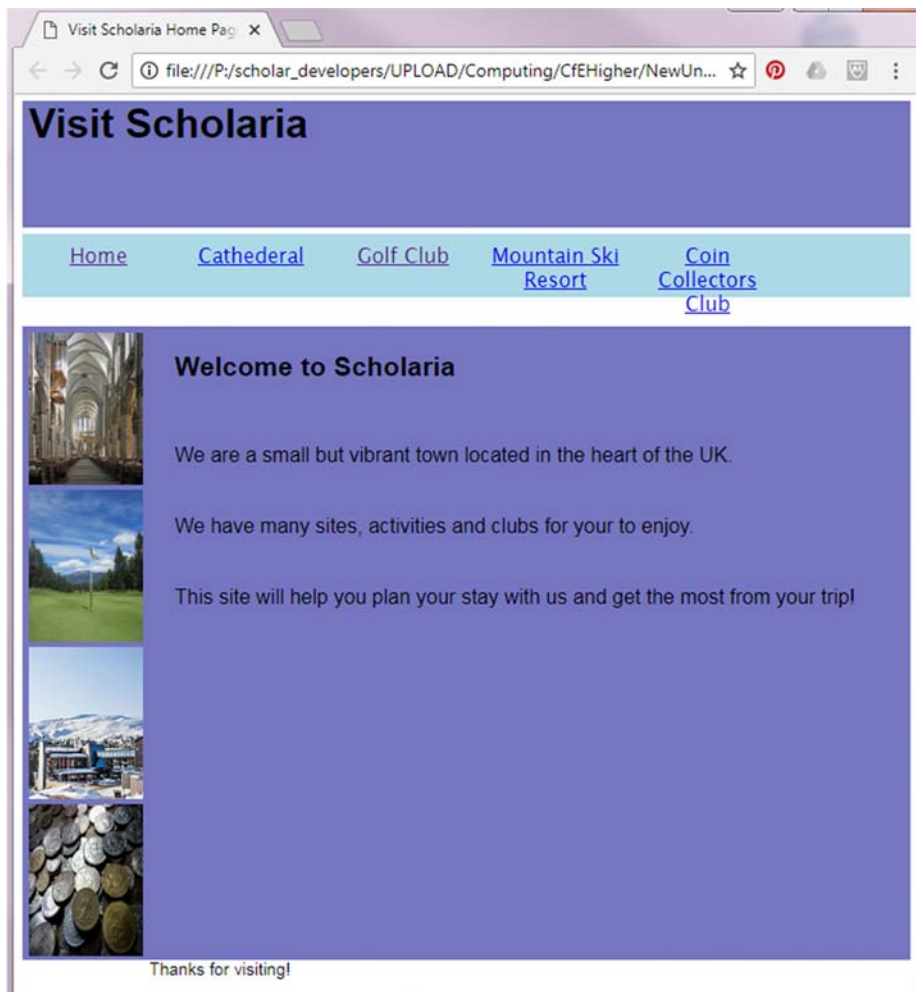 Visit Scholaria Home Pag
file:///P:/scholar_developers/UPLOAD/Computing/CfEHigher/NewUn...
Visit Scholaria
Home Cathederal Golf Club Mountain Ski Coin
Resort Collectors
Club
Welcome to Scholaria
We are a small but vibrant town located in the heart of the UK.
We have many sites, activities and clubs for your to enjoy.
This site will help you plan your stay with us and get the most from your trip!
Thanks for visiting!